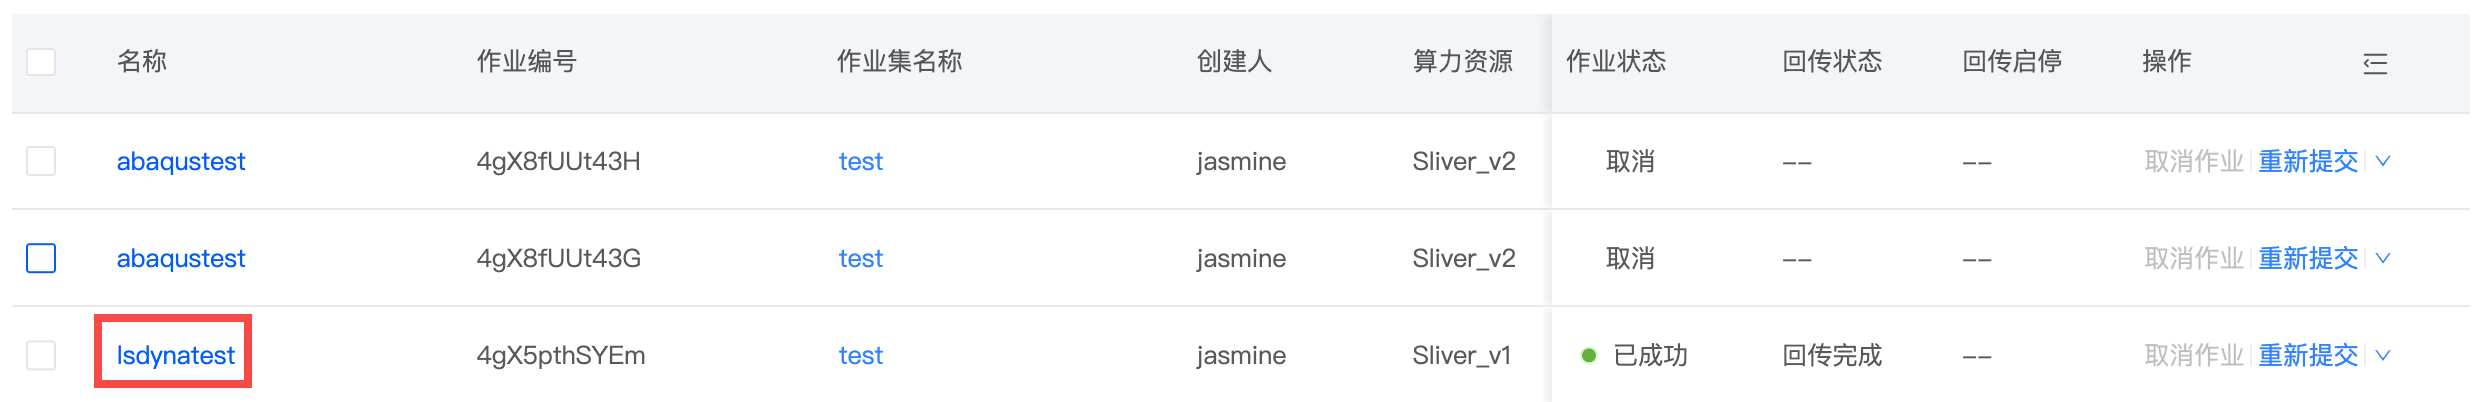 名称 作业编号 作业集名称 创建人 算力资源 作业状态 回传状态 回传启停 操作
abaqustest 4gX8fUUt43H test jasmine Sliver_v2 取消 -- -- 取消作业 重新提交
abaqustest 4gX8fUUt43G test jasmine Sliver_v2 取消 -- -- 取消作业 重新提交
lsdynatest 4gX5pthSYEm test jasmine Sliver_v1 已成功 回传完成 -- 取消作业 重新提交